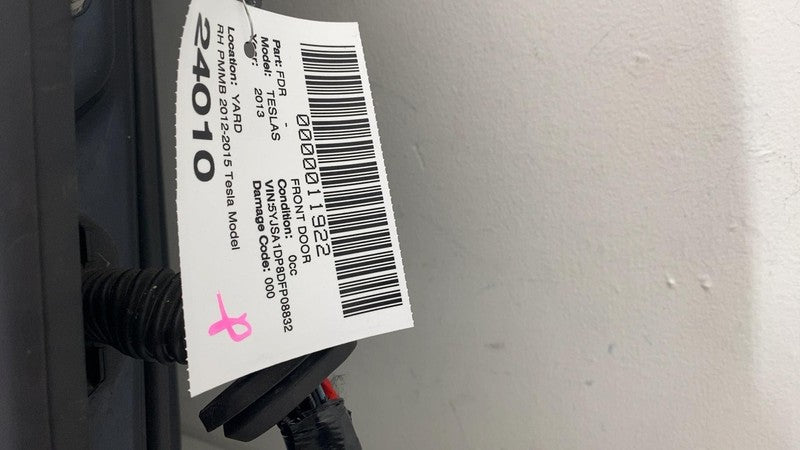 0000011922
Part: FDR - FRONT DOOR
Model: TESLAS Condition: 0cc
Year: 2013 VIN:5YJSA1DP8DFP08832
Damage Code: 000
Location: YARD
RH PMMB 2012-2015 Tesla Model
24010